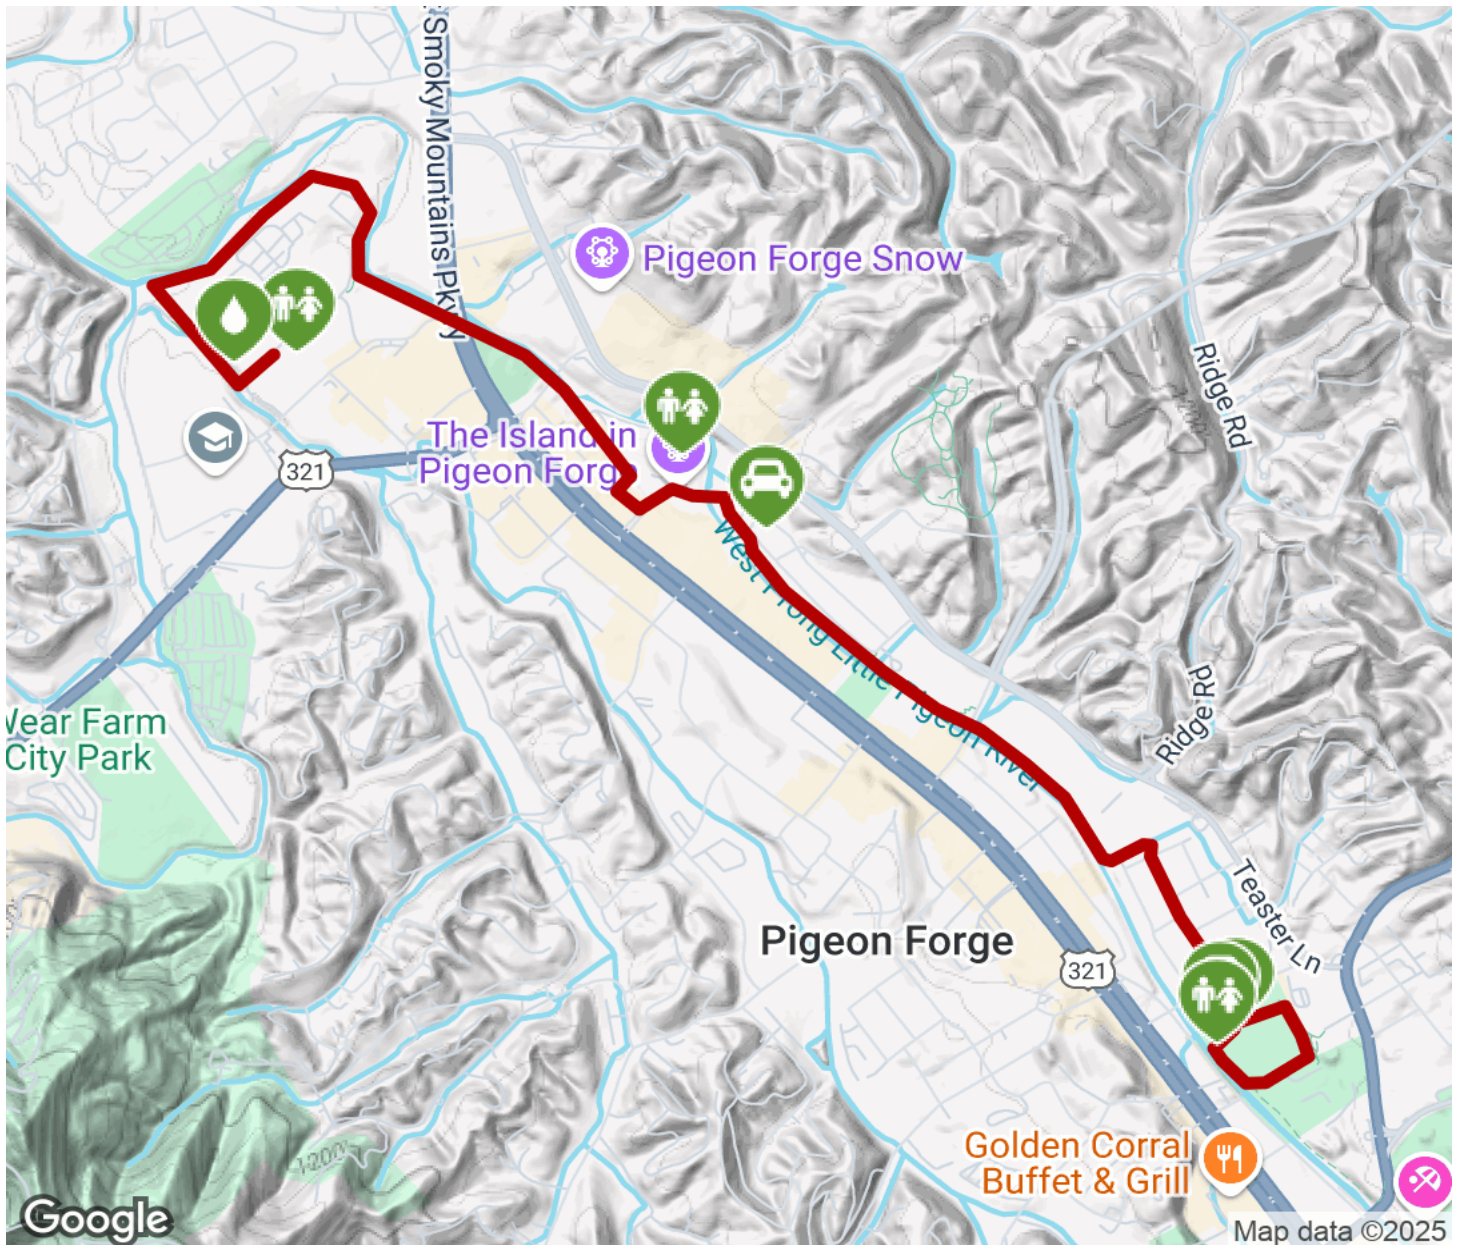 Smoky Mountains Pkwy
Pigeon Forge Snow
Ridge Rd
The Island in
Pigeon Forge
321
West Prong Little Pigeon River
Ridge Rd
Wear Farm
City Park
Teaster Ln
Pigeon Forge
321
Golden Corral
Buffet & Grill
1200
Google
Map data ©2025